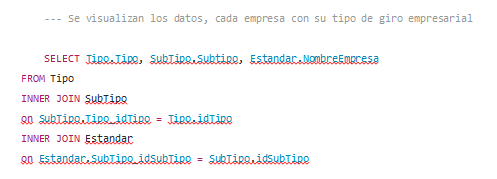 --- Se visualizan los datos, cada empresa con su tipo de giro empresarial
SELECT Tipo.Tipo, SubTipo.Subtipo, Estandar.NombreEmpresa
FROM Tipo
INNER JOIN SubTipo
on SubTipo.Tipo_idTipo = Tipo.idTipo
INNER JOIN Estandar
on Estandar.SubTipo_idSubTipo = SubTipo.idSubTipo